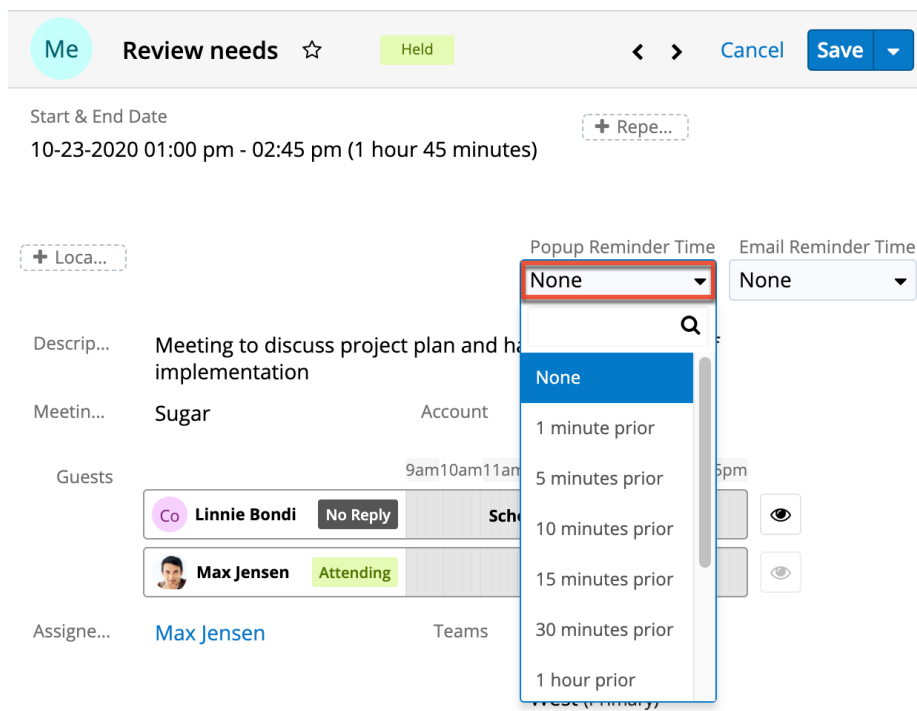 Me Review needs Held Cancel Save
Start & End Date
+ Repe...
10-23-2020 01:00 pm - 02:45 pm (1 hour 45 minutes)
+ Loca...
Popup Reminder Time Email Reminder Time
None None
Descrip... Meeting to discuss project plan and
implementation
None
Meetin... Sugar Account
1 minute prior
Guests 9am10am11am 5pm
5 minutes prior
Co Linnie Bondi No Reply
10 minutes prior
Max Jensen Attending
15 minutes prior
Assigne... Max Jensen Teams
30 minutes prior
1 hour prior
West (Primary)